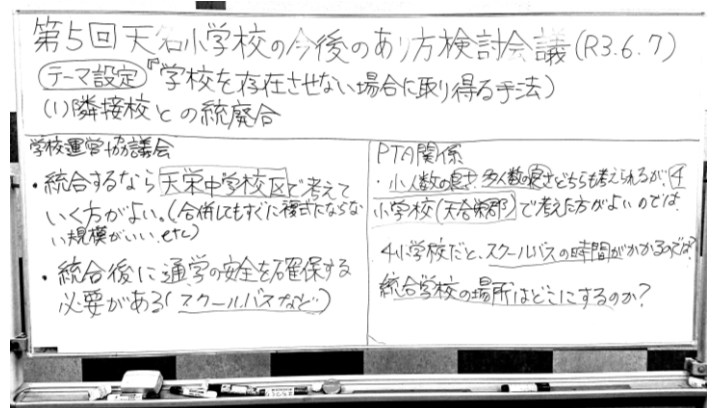 第5回天名小学校の今後のあり方検討会議(R3.6.7)
テーマ設定『学校を存在させない場合に取り得る手法)
(1)隣接校との統廃合
学校運営協議会
・統合するなら天栄中学校区で考えて
いく方がよい。(合併してもすぐに複式にならな
い規模がいい.etc)
・統合後に通学の安全を確保する
必要がある(スクールバスなど)
PTA関係
・小人数の良さ、多人数の良さどちらも考えられるが、4
小学校(天合栄郡)で考えた方がよいのでは
4小学校だと、スクールバスの時間がかかるのでは?
統合学校の場所はどこにするのか?